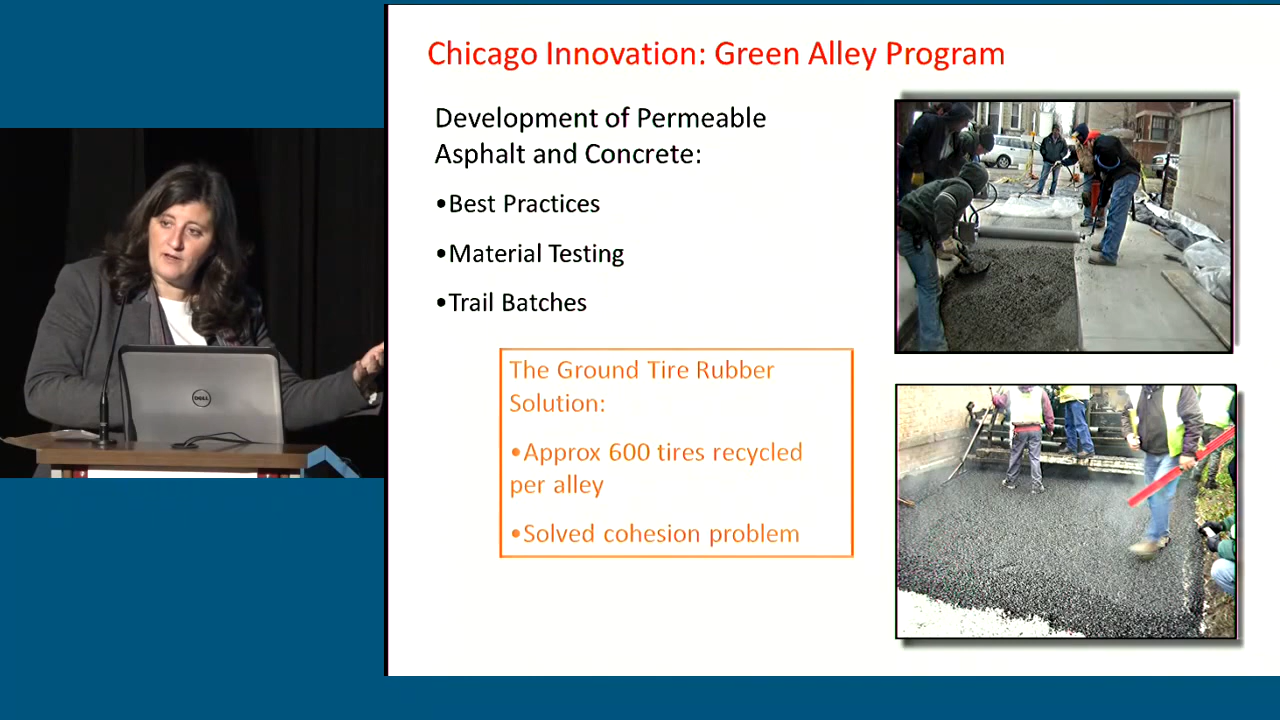 Chicago Innovation: Green Alley Program
Development of Permeable
Asphalt and Concrete:
•Best Practices
•Material Testing
•Trail Batches
The Ground Tire Rubber
Solution:
•Approx 600 tires recycled
per alley
•Solved cohesion problem
DELL